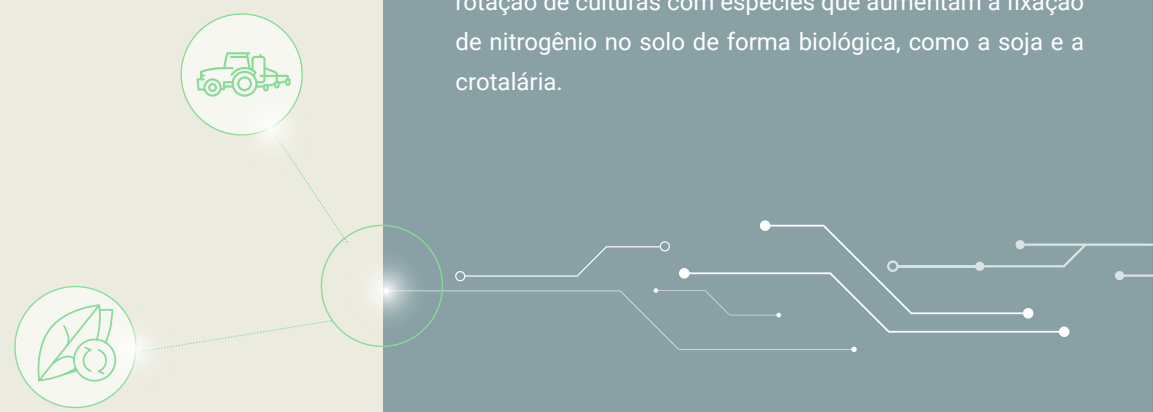 rotação de culturas com espécies que aumentam a fixação
de nitrogênio no solo de forma biológica, como a soja e a
crotalária.